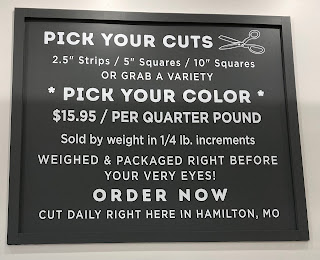 PICK YOUR CUTS
2.5" Strips / 5" Squares / 10" Squares
OR GRAB A VARIETY
* PICK YOUR COLOR *
$15.95 / PER QUARTER POUND
Sold by weight in 1/4 lb. increments
WEIGHED & PACKAGED RIGHT BEFORE
YOUR VERY EYES!
ORDER NOW
CUT DAILY RIGHT HERE IN HAMILTON, MO